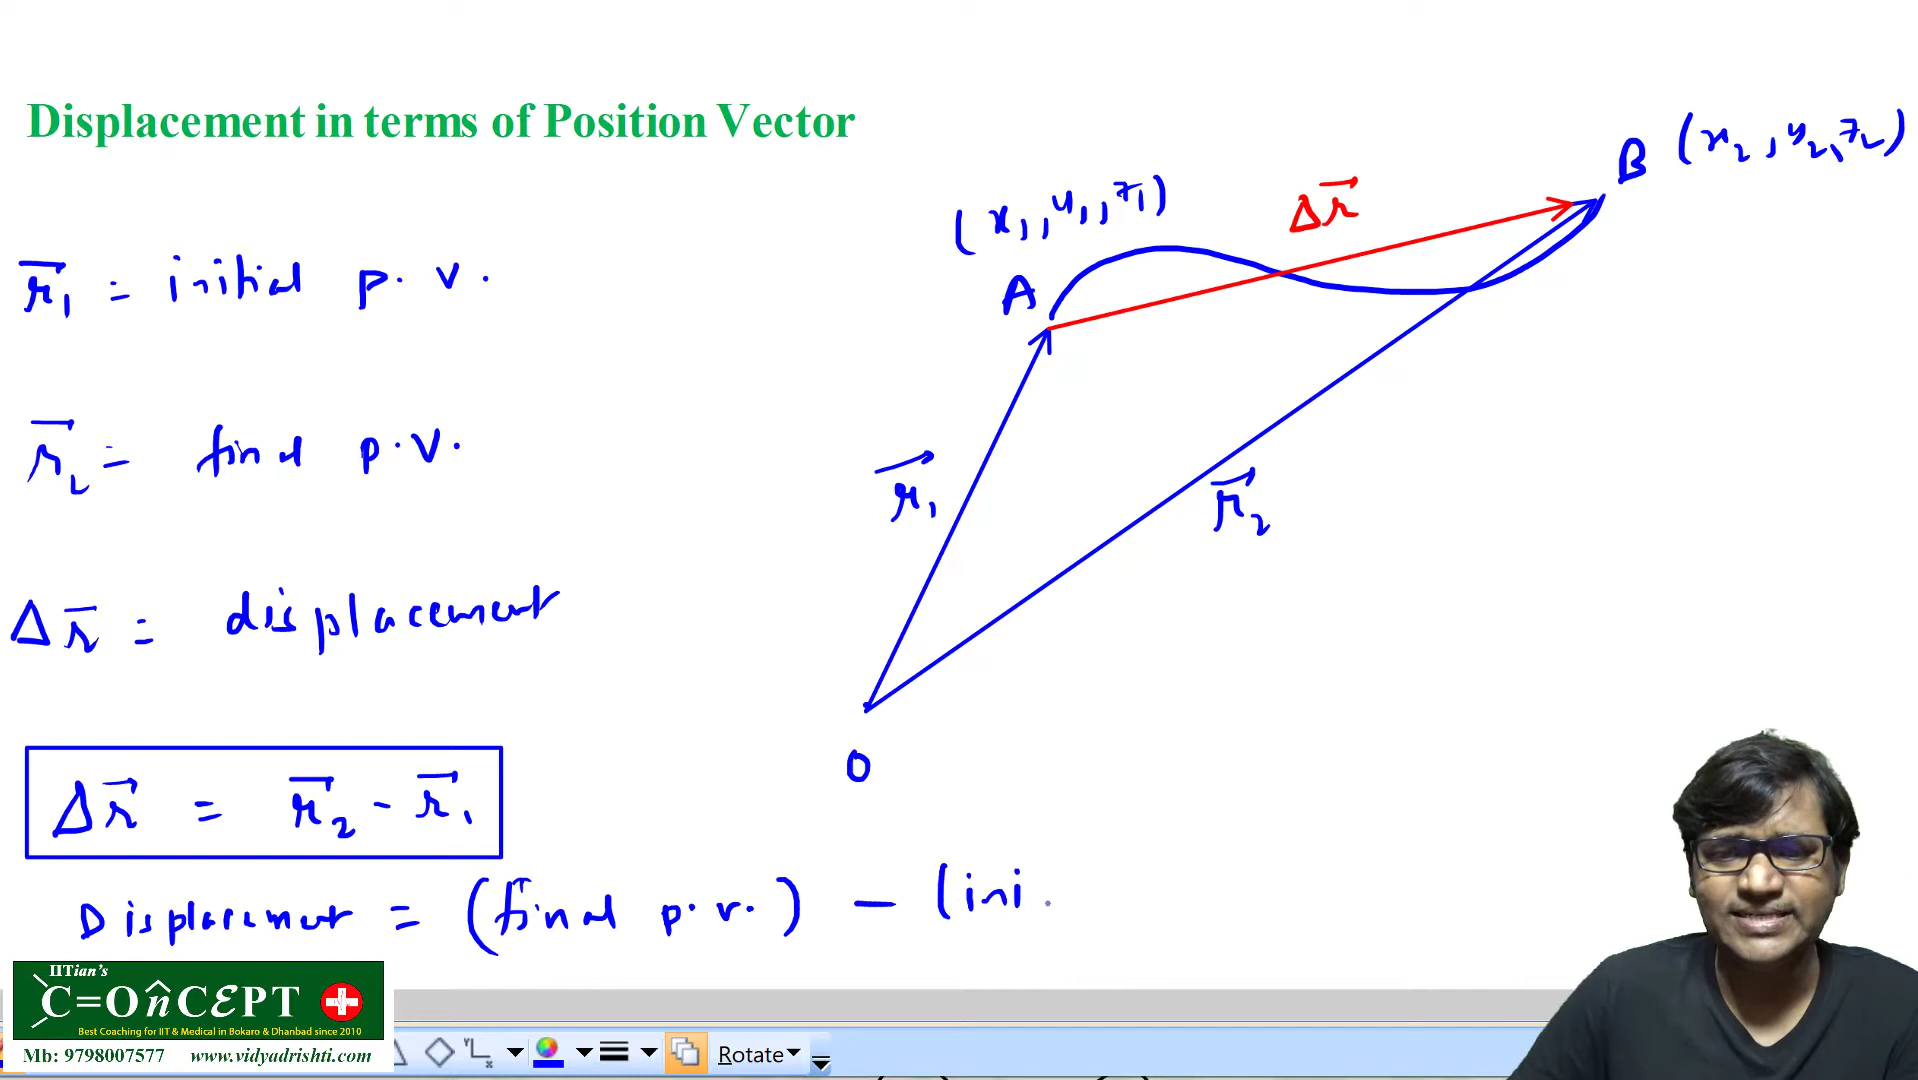 Displacement in terms of Position Vector
B (x₂, y₂, z₂)
(x₁, y₁, z₁)
Δr⃗
A
r⃗₁ = initial p. v.
r⃗₂ = final p. v.
r⃗₁
r⃗₂
Δr⃗ = displacement
O
Δr⃗ = r⃗₂ - r⃗₁
Displacement = (final p. v.) - (ini
IITian's
C=OnCEPT
Best Coaching for IIT & Medical in Bokaro & Dhanbad since 2010
Mb: 9798007577 www.vidyadrishti.com
Rotate